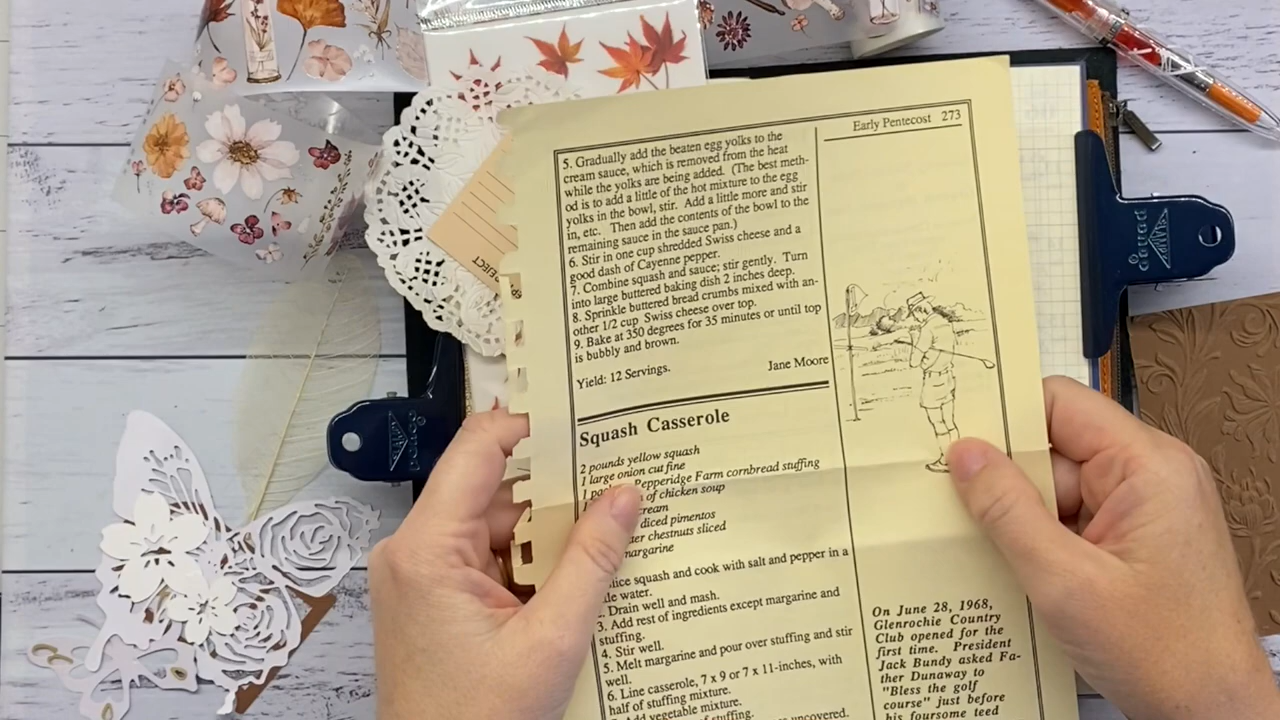 Early Pentecost 273
5. Gradually add the beaten egg yolks to the
cream sauce, which is removed from the heat
while the yolks are being added. (The best meth-
od is to add a little of the hot mixture to the egg
yolks in the bowl, stir. Add a little more and stir
in, etc. Then add the contents of the bowl to the
remaining sauce in the sauce pan.)
6. Stir in one cup shredded Swiss cheese and a
good dash of Cayenne pepper.
7. Combine squash and sauce; stir gently. Turn
into large buttered baking dish 2 inches deep.
8. Sprinkle buttered bread crumbs mixed with an-
other 1/2 cup Swiss cheese over top.
9. Bake at 350 degrees for 35 minutes or until top
is bubbly and brown.
Yield: 12 Servings.
Jane Moore
Squash Casserole
2 pounds yellow squash
1 large onion cut fine
1 Pepperidge Farm cornbread stuffing
of chicken soup
cream
diced pimentos
chestnuts sliced
margarine
squash and cook with salt and pepper in a
water.
Drain well and mash.
3. Add rest of ingredients except margarine and
stuffing.
4. Stir well.
5. Melt margarine and pour over stuffing and stir
well.
6. Line casserole, 7 x 9 or 7 x 11-inches, with
half of stuffing mixture.
Add vegetable mixture.
of stuffing.
uncovered.
On June 28, 1968,
Glenrochie Country
Club opened for the
first time. President
Jack Bundy asked Fa-
ther Dunaway to
"Bless the golf
course" just before
his foursome teed
penco
penco